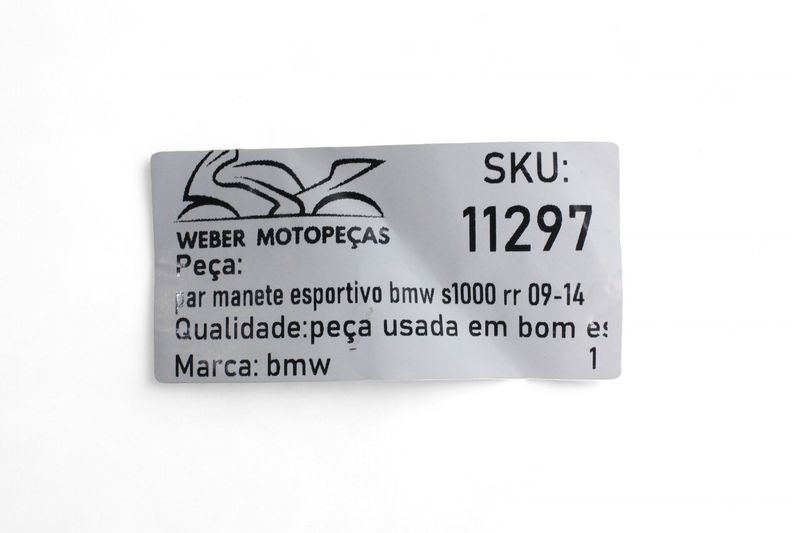 SKU:
11297
WEBER MOTOPEÇAS
Peça:
par manete esportivo bmw s1000 rr 09-14
Qualidade:peça usada em bom es
Marca: bmw
1